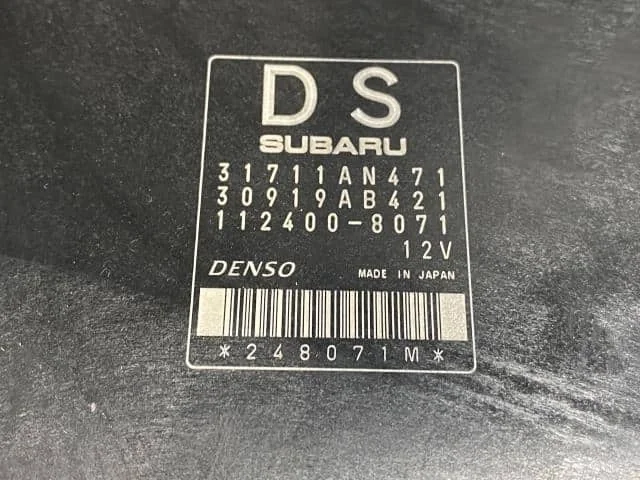 DS
SUBARU
31711AN471
30919AB421
112400-8071
12V
DENSO MADE IN JAPAN
*248071M*